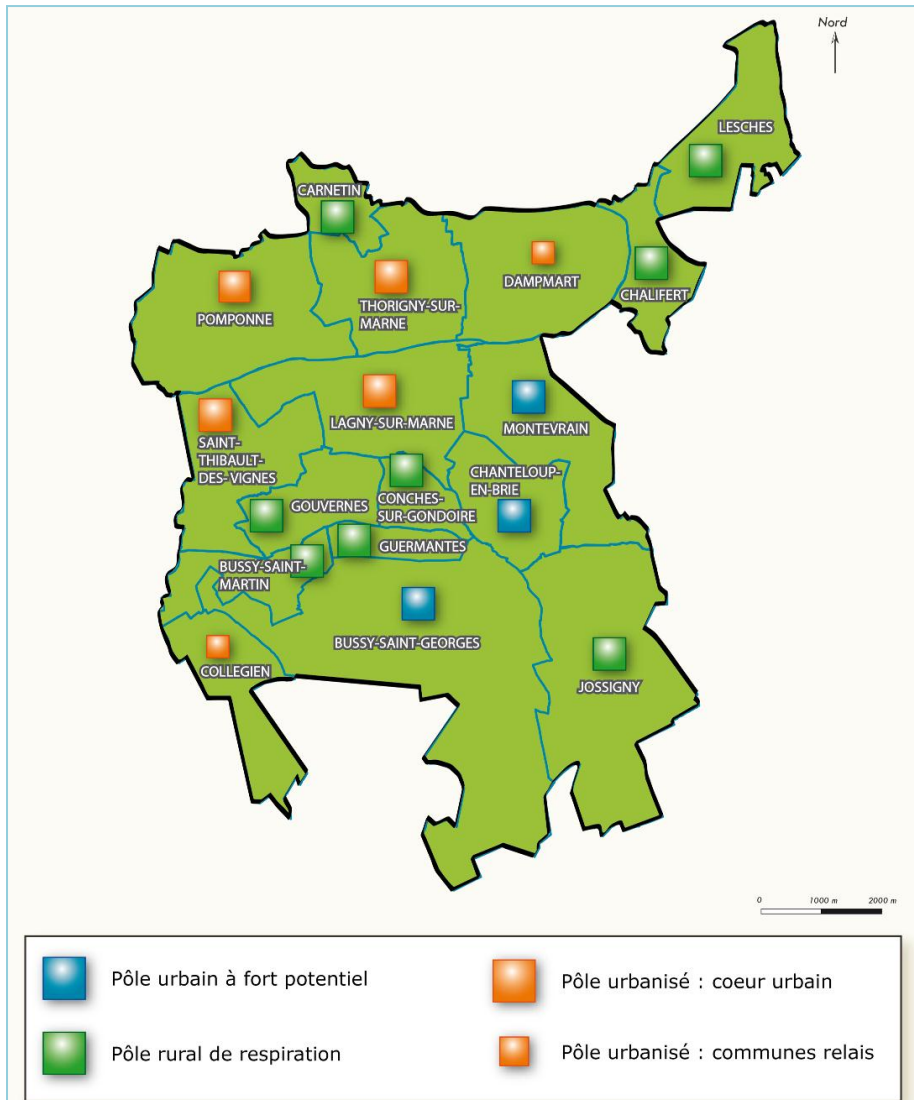 Nord
LESCHES
CARNETIN
DAMPMART
CHALIFERT
POMPONNE
THORIGNY-SUR-
MARNE
LAGNY-SUR-MARNE
MONTEVRAIN
SAINT-
THIBAULT-
DES-VIGNES
CHANTELOUP-
EN-BRIE
GOUVERNES
CONCHES-
SUR-GONDOIRE
GUERMANTES
BUSSY-SAINT-
MARTIN
BUSSY-SAINT-GEORGES
COLLEGIEN
JOSSIGNY
0 1000 m 2000 m
Pôle urbain à fort potentiel
Pôle urbanisé : coeur urbain
Pôle rural de respiration
Pôle urbanisé : communes relais